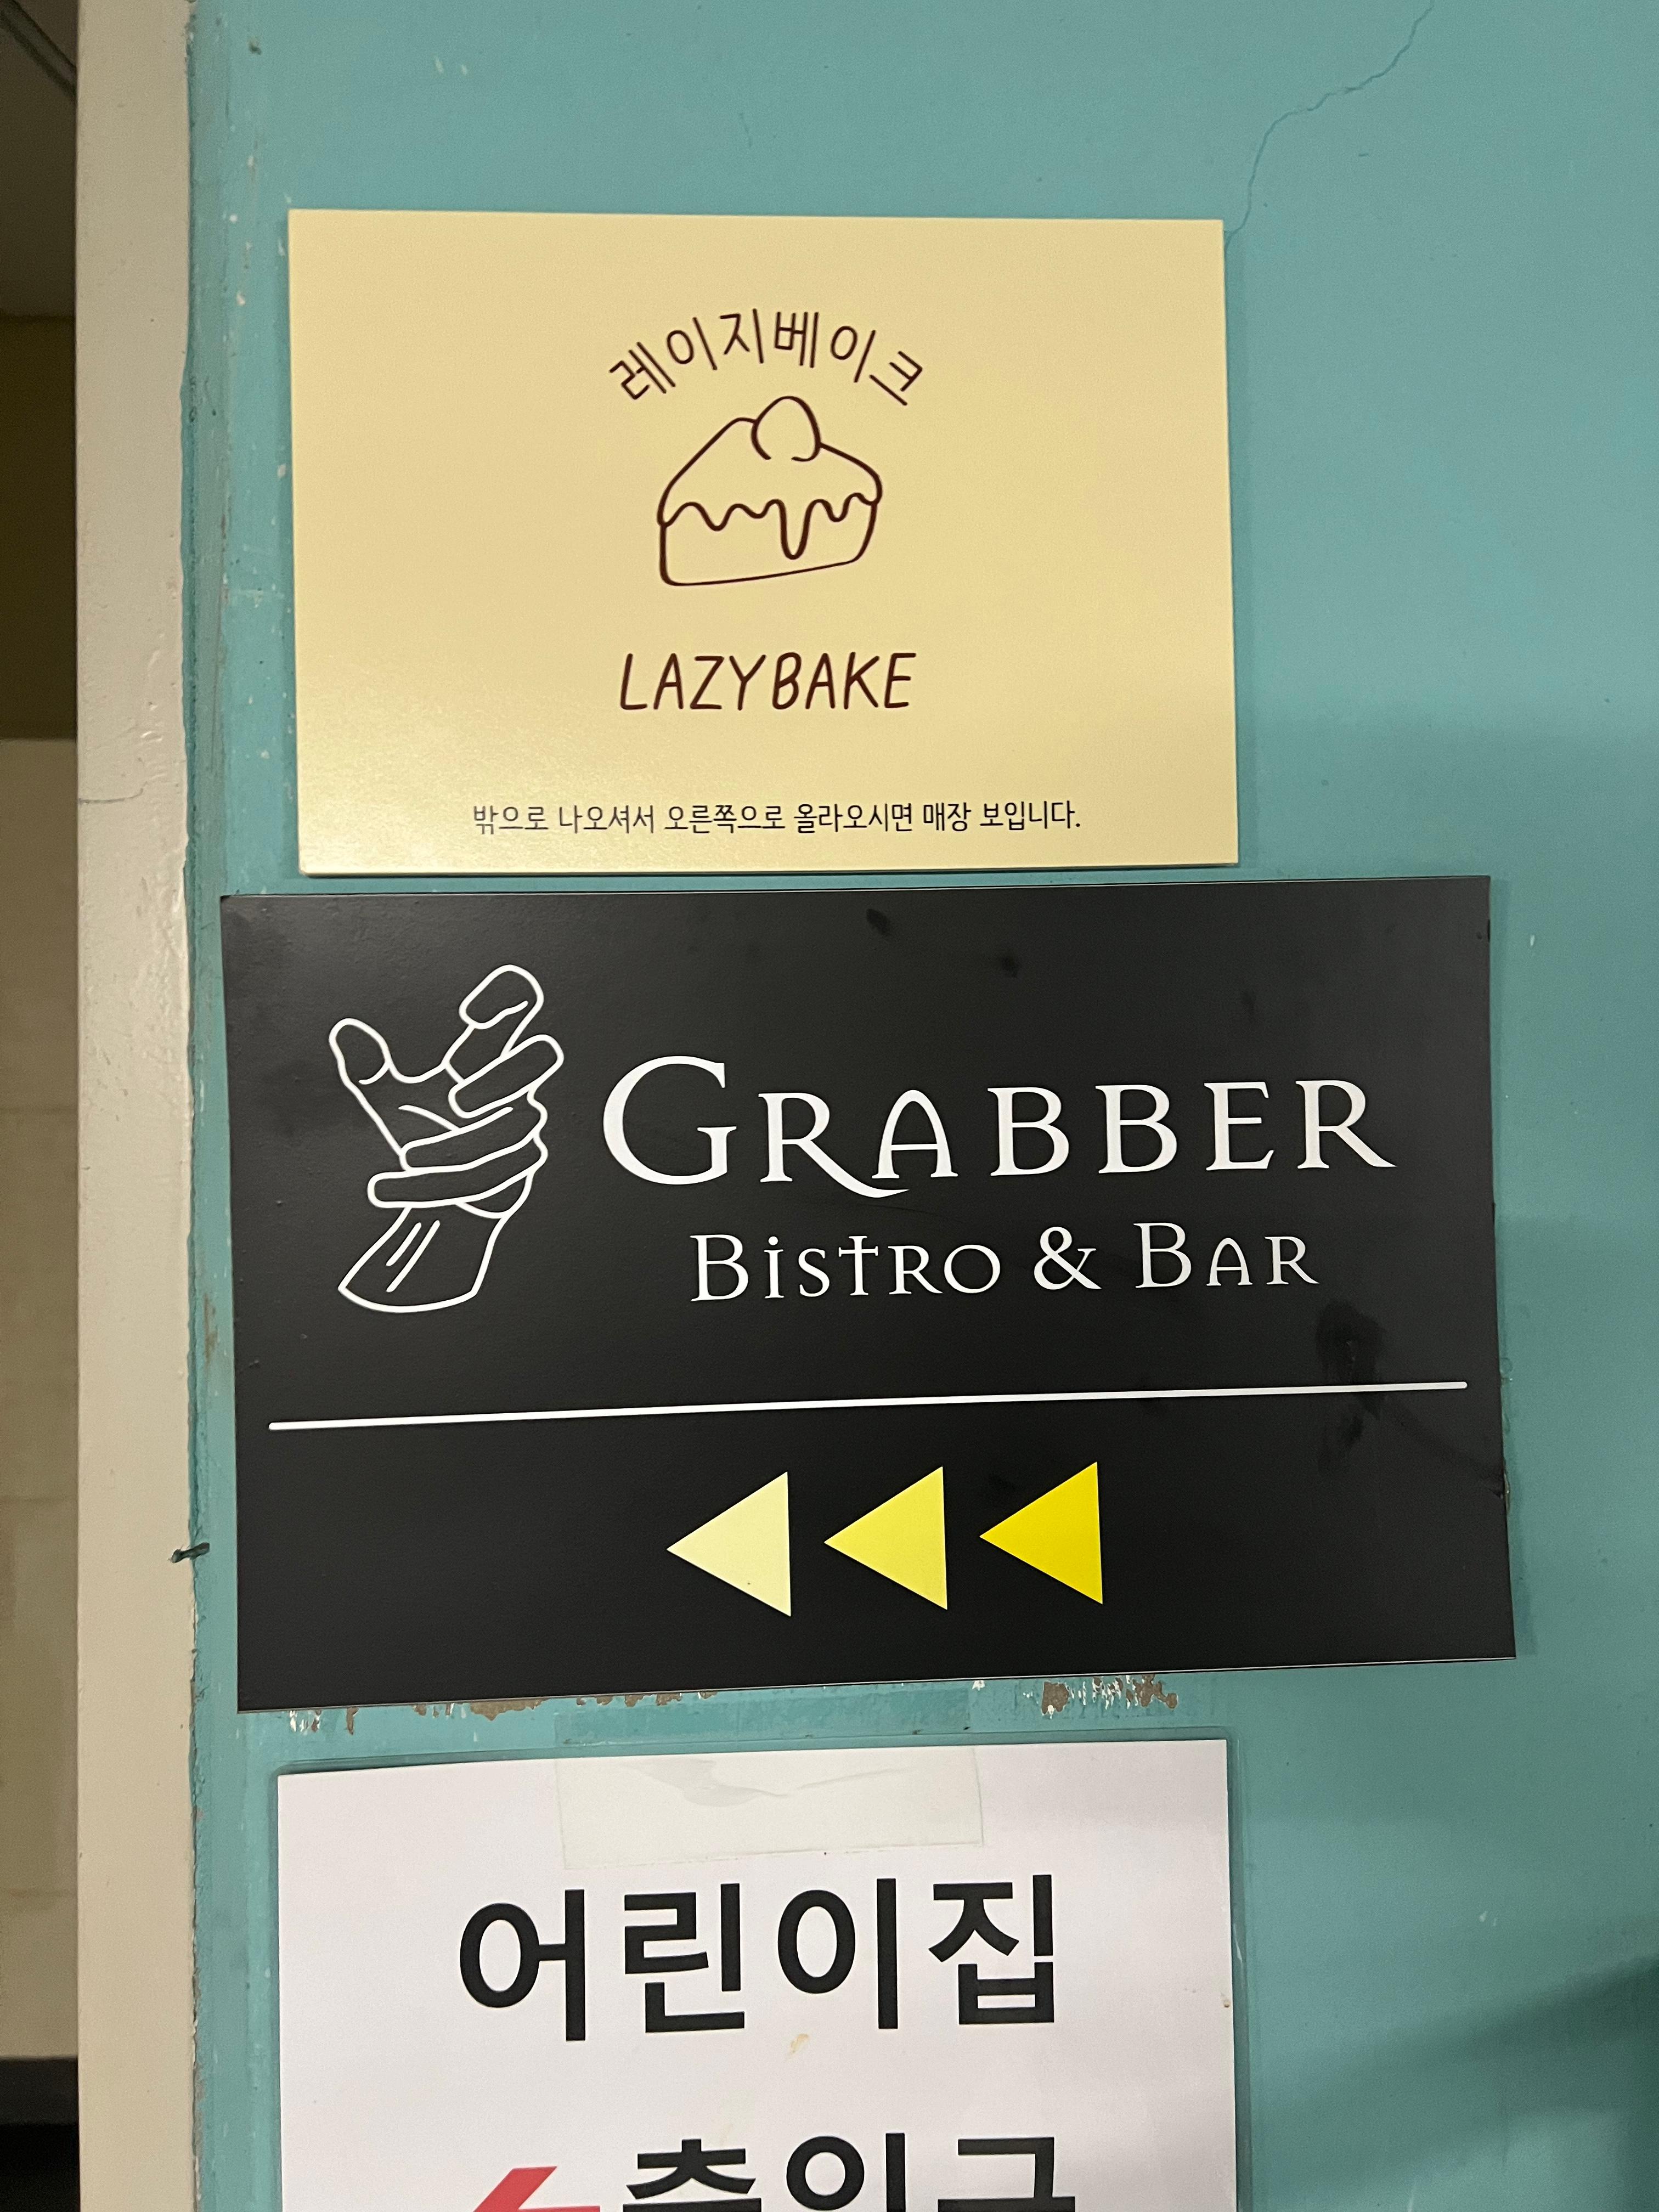 레이지베이크
LAZYBAKE
밖으로 나오셔서 오른쪽으로 올라오시면 매장 보입니다.
GRABBER
BiSTRO & BAR
어린이집